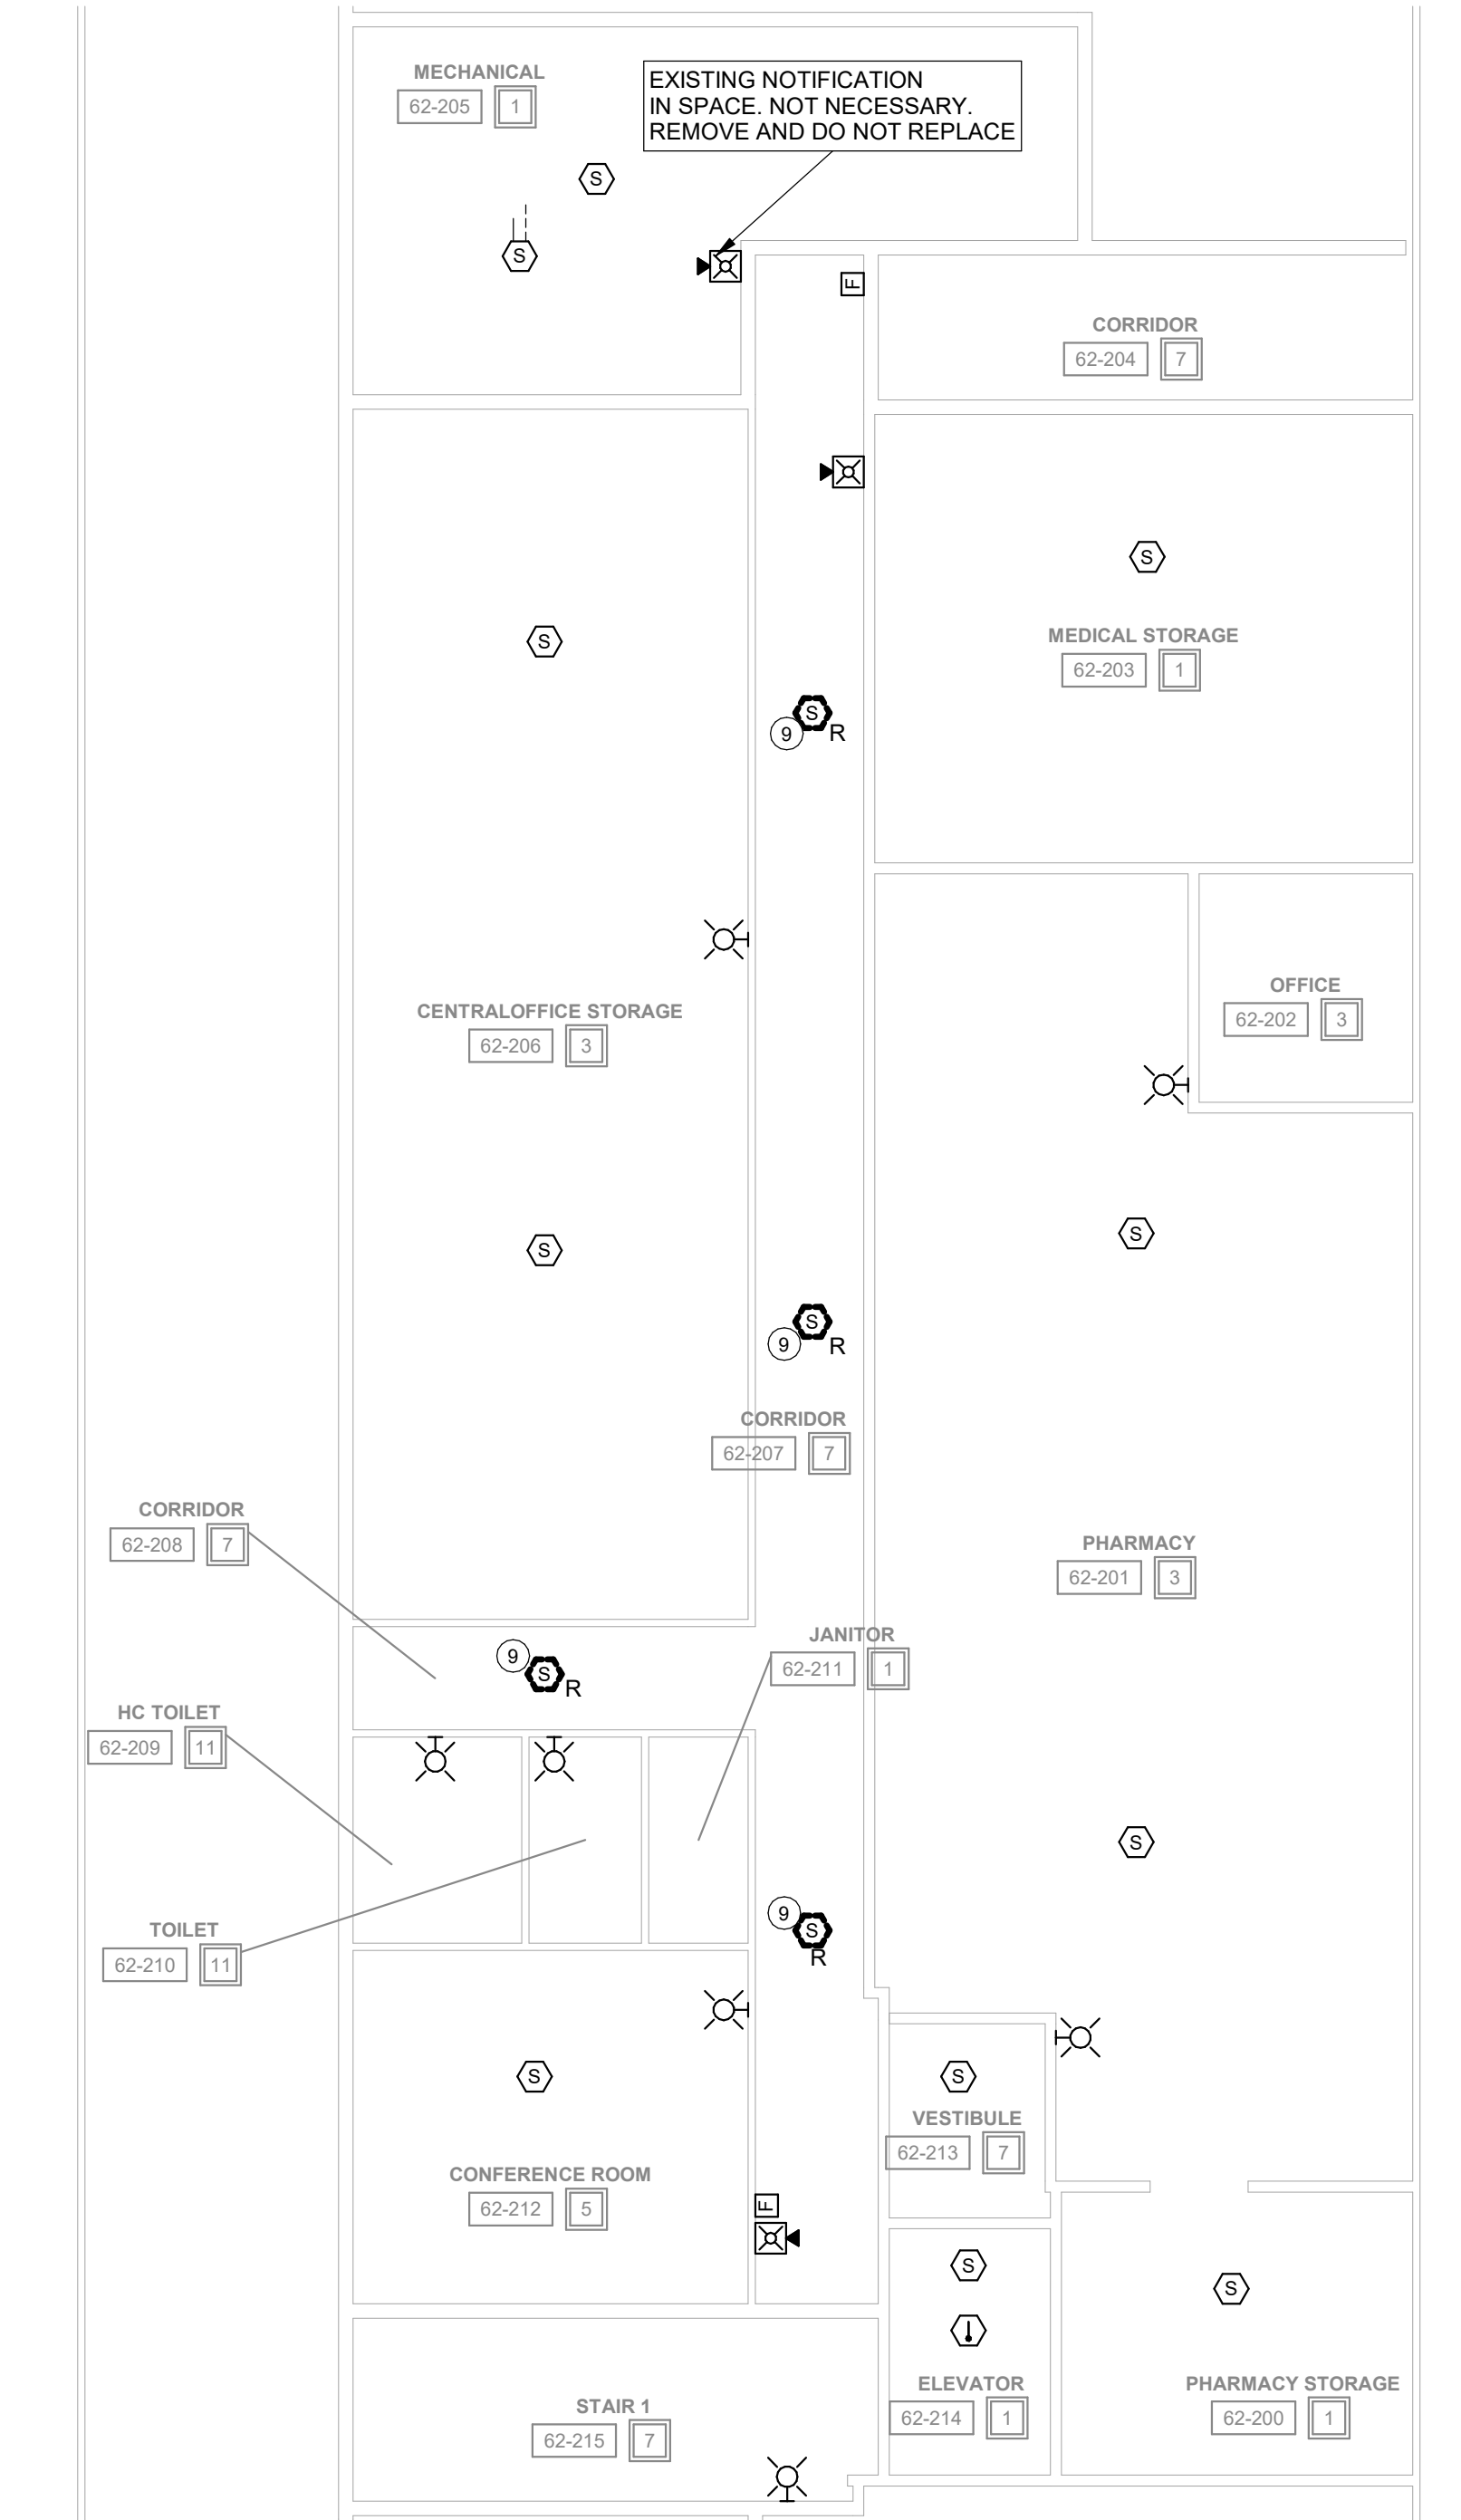 MECHANICAL
62-205 1
EXISTING NOTIFICATION
IN SPACE. NOT NECESSARY.
REMOVE AND DO NOT REPLACE
S
S
F
CORRIDOR
62-204 7
S
S
MEDICAL STORAGE
62-203 1
S
9 R
OFFICE
62-202 3
CENTRALOFFICE STORAGE
62-206 3
S
S
S
9 R
CORRIDOR
62-207 7
CORRIDOR
62-208 7
PHARMACY
62-201 3
JANITOR
62-211 1
9
S R
HC TOILET
62-209 11
S
9
S
R
TOILET
62-210 11
S
S
VESTIBULE
62-213 7
CONFERENCE ROOM
62-212 5
F
S
S
ELEVATOR
62-214 1
PHARMACY STORAGE
62-200 1
STAIR 1
62-215 7